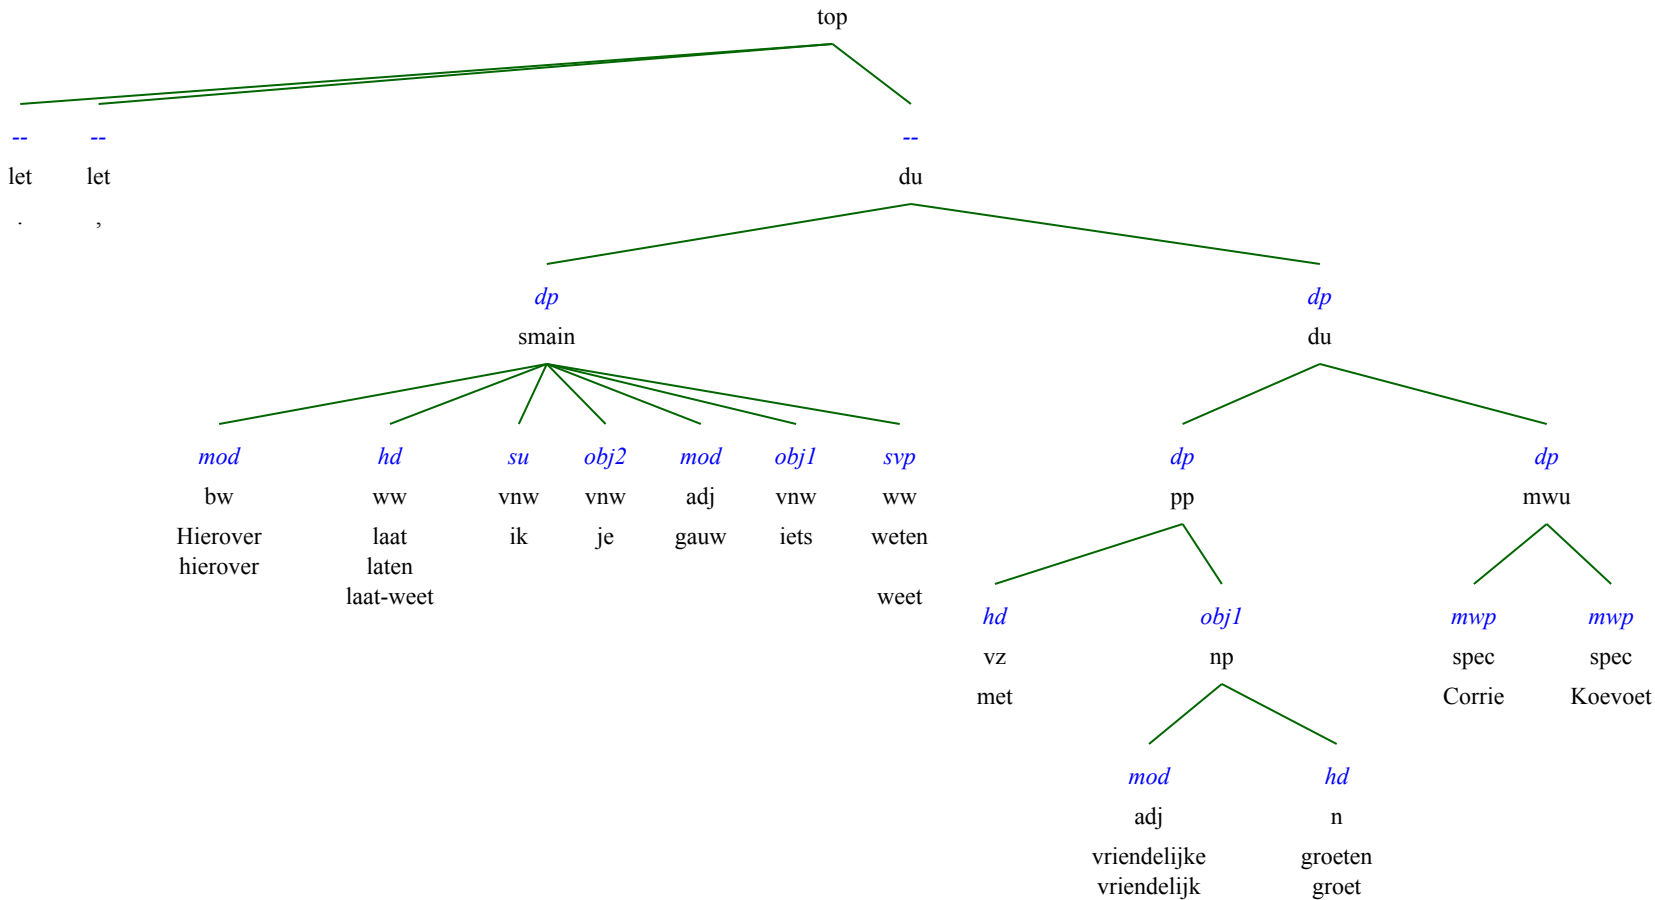 top
-- -- --
let let du
. ,
dp dp
smain du
mod hd su obj2 mod obj1 svp dp dp
bw ww vnw vnw adj vnw ww pp mwu
Hierover laat ik je gauw iets weten
hierover laten
laat-weet weet
hd obj1 mwp mwp
vz np spec spec
met Corrie Koevoet
mod hd
adj n
vriendelijke groeten
vriendelijk groet